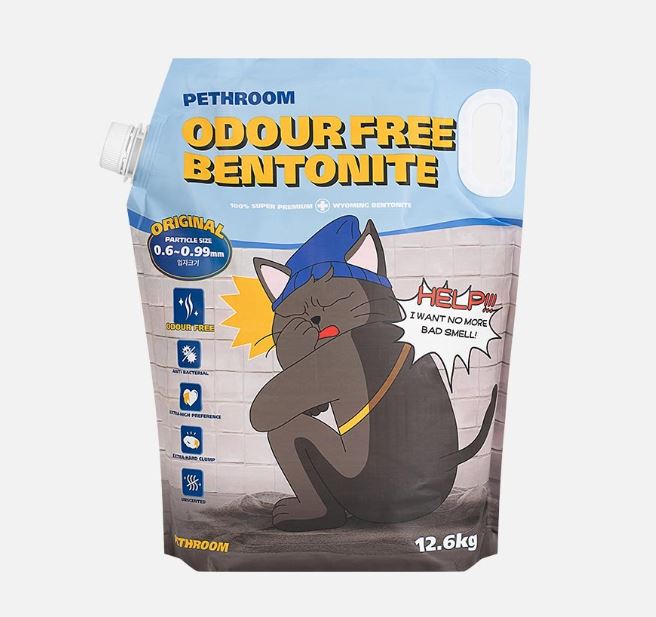 PETHROOM
ODOUR FREE
BENTONITE
100% SUPER PREMIUM WYOMING BENTONITE
ORIGINAL
PARTICLE SIZE
0.6~0.99mm
입자크기
HELP!!!
I WANT NO MORE
BAD SMELL!
ODOUR FREE
ANTI BACTERIAL
EXTRA-HIGH PREFERENCE
EXTRA-HARD CLUMP
UNSCENTED
THROOM
12.6kg